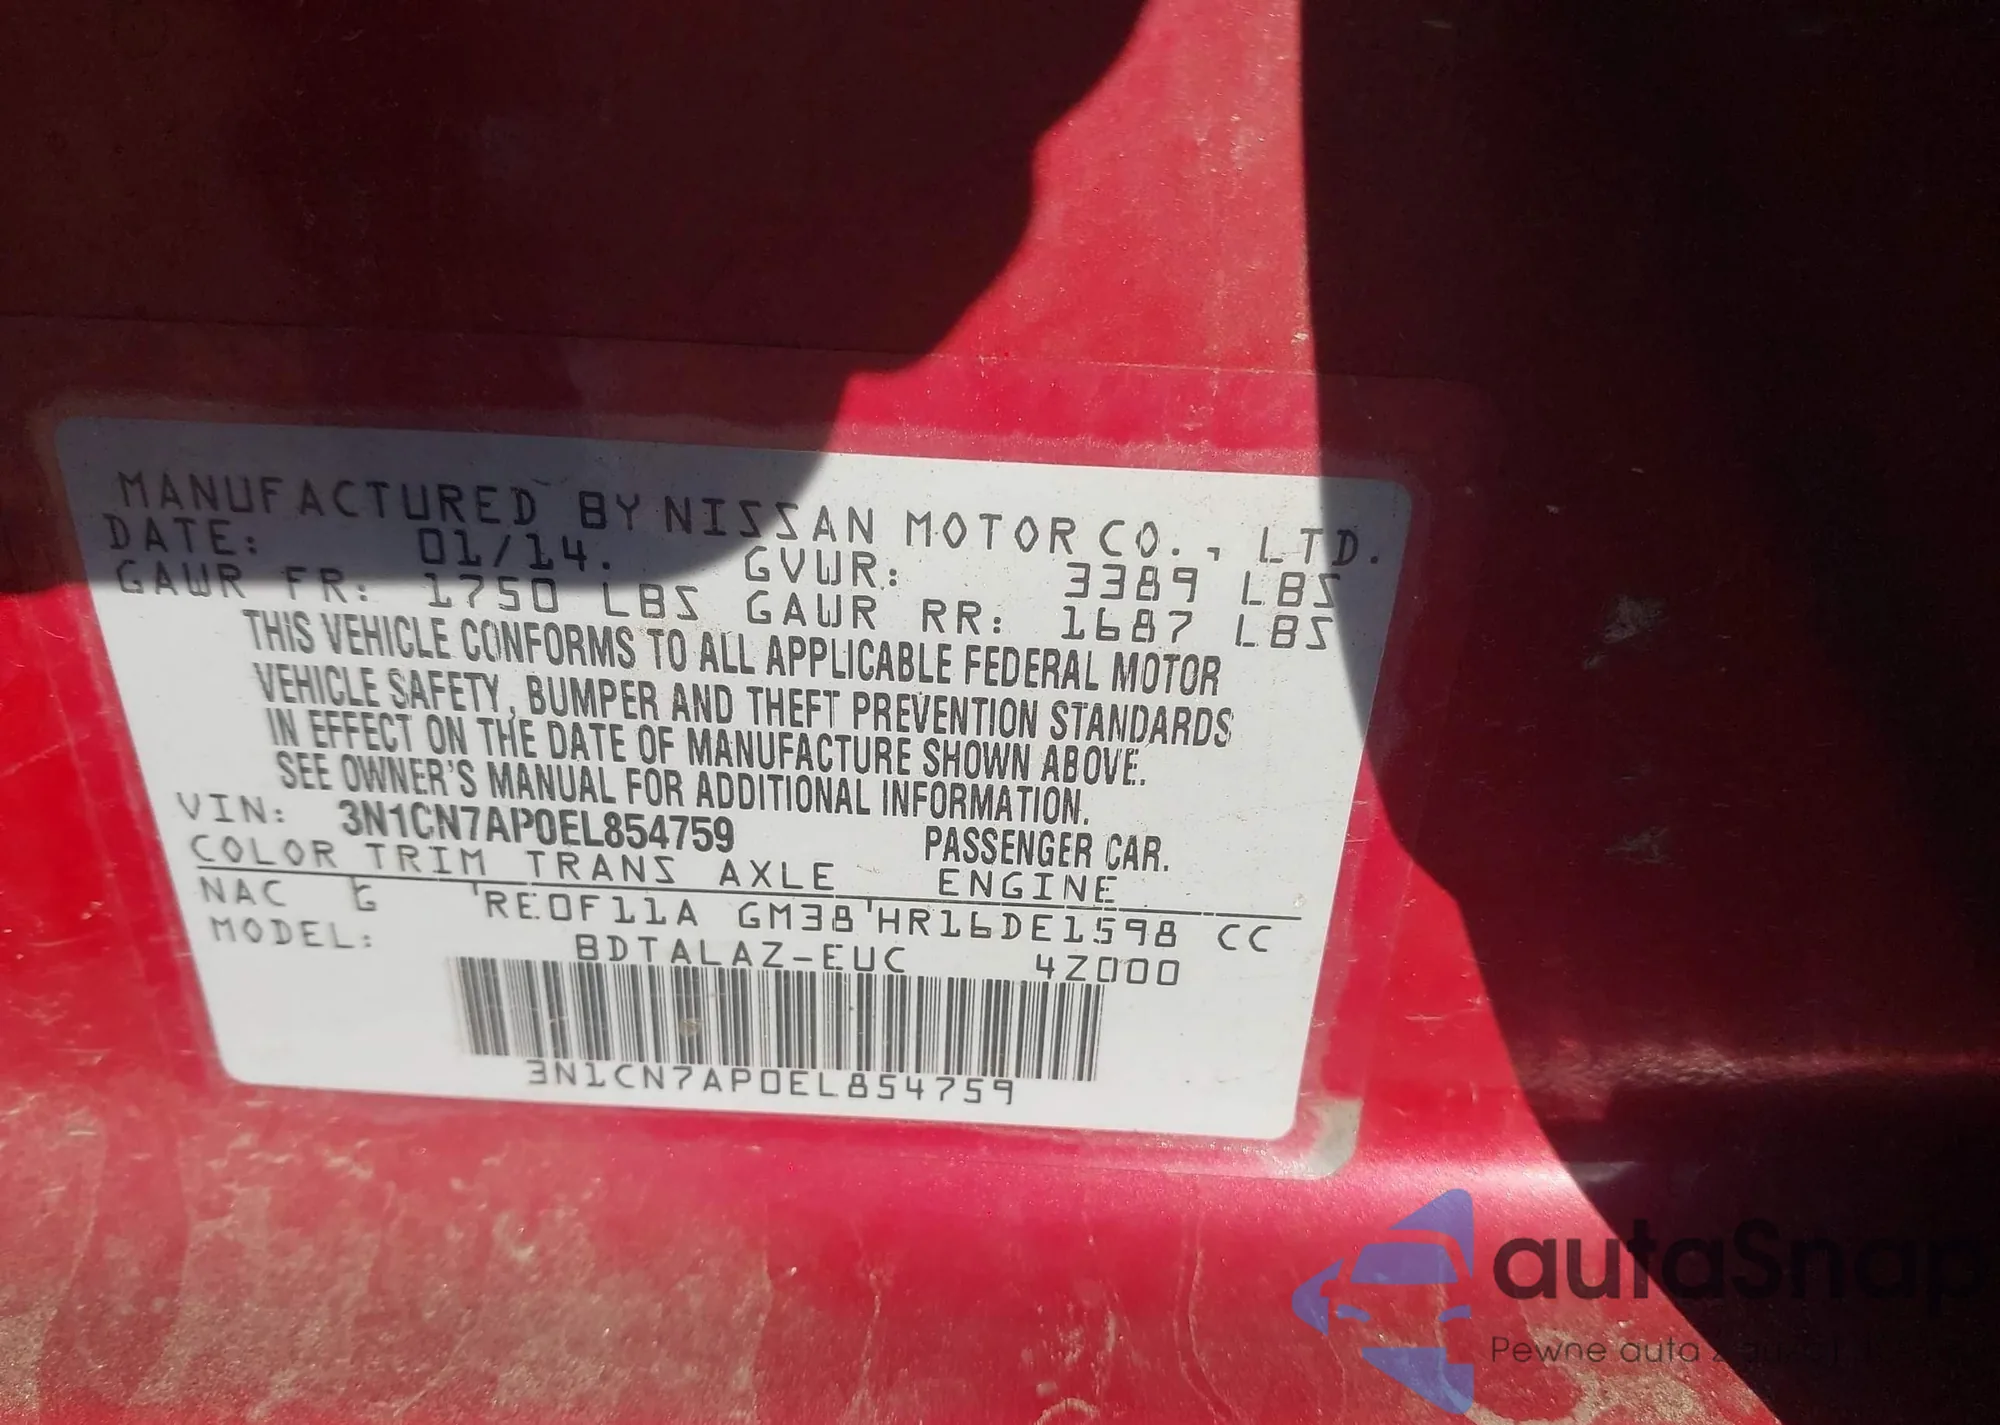 MANUFACTURED BY NISSAN MOTOR CO., LTD.
DATE: 01/14. GVWR: 3389 LBS
GAWR FR: 1750 LBS GAWR RR: 1687 LBS
THIS VEHICLE CONFORMS TO ALL APPLICABLE FEDERAL MOTOR
VEHICLE SAFETY, BUMPER AND THEFT PREVENTION STANDARDS
IN EFFECT ON THE DATE OF MANUFACTURE SHOWN ABOVE.
SEE OWNER'S MANUAL FOR ADDITIONAL INFORMATION.
VIN: 3N1CN7AP0EL854759 PASSENGER CAR.
COLOR TRIM TRANS AXLE ENGINE
NAC G RE0F11A GM38 HR16DE1598 CC
MODEL: BDTALAZ-EUC 4Z000
3N1CN7AP0EL854759
autaSnap
Pewne auta z